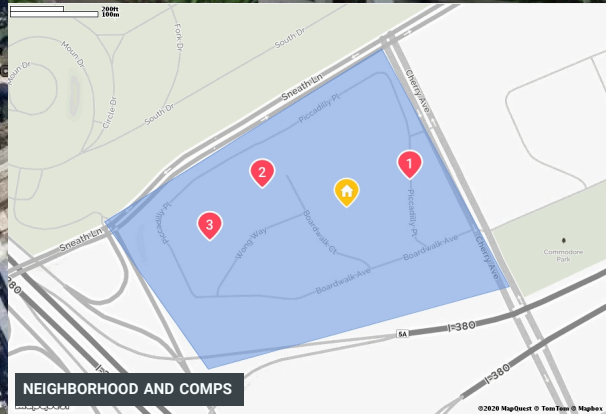 200ft
100m
Fork Dr
South Dr
Moun Dr
Cherry Ave
Sneath Ln
Circle Dr
South Dr
Piccadilly Pl
1
2
3
Piccadilly Pl
Piccadilly Pl
Boardwalk Ct
Wong Way
Sneath Ln
Boardwalk Ave
Cherry Ave
Commodore
Park
Boardwalk Ave
5A
I-380
I-380
NEIGHBORHOOD AND COMPS
©2020 MapQuest © TomTom © Mapbox